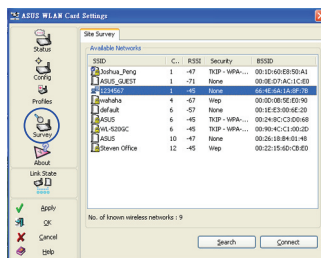 ASUS WLAN Card Settings
Status
Config
Profiles
Survey
About
Link State
Apply
OK
Cancel
Help
Site Survey
Available Networks
SSID C.. RSSI Security BSSID
Joshua_Peng 1 -47 TKIP - WPA-... 00:1D:60:E8:50:A1
ASUS_GUEST 1 -71 None 00:0E:D7:AC:1C:E0
1234567 1 -45 None 66:4E:6A:1A:8F:7B
wahaha 4 -67 Wep 00:0D:0B:5E:E0:90
default 6 -57 None 00:1E:E3:00:6E:20
ASUS 6 -45 TKIP - WPA-... 00:24:8C:C3:D0:68
WL-520GC 6 -45 TKIP - WPA-... 00:90:4C:C1:00:2D
ASUS 10 -47 None 00:26:18:B4:01:48
Steven Office 12 -45 Wep 00:22:15:6D:CB:E0
No. of known wireless networks : 9
Search Connect